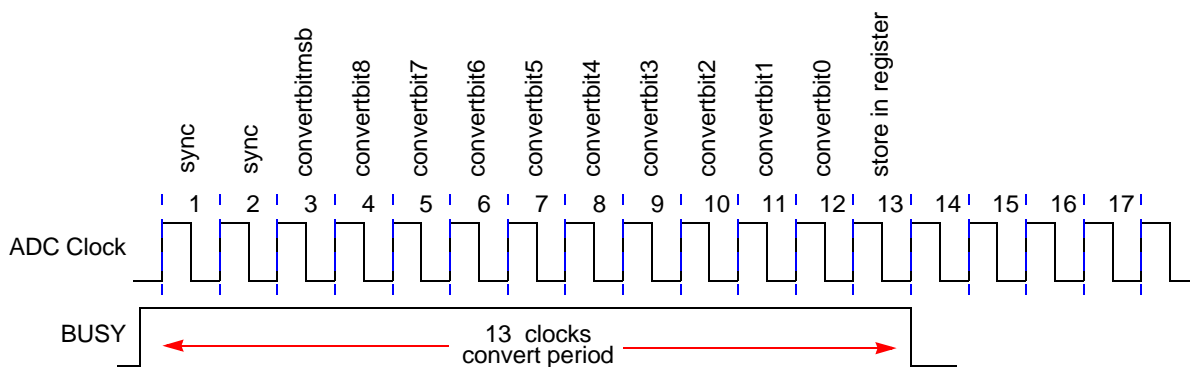 sync
sync
convertbitmsb
convertbit8
convertbit7
convertbit6
convertbit5
convertbit4
convertbit3
convertbit2
convertbit1
convertbit0
store in register
1 2 3 4 5 6 7 8 9 10 11 12 13 14 15 16 17
ADC Clock
BUSY
13 clocks
convert period